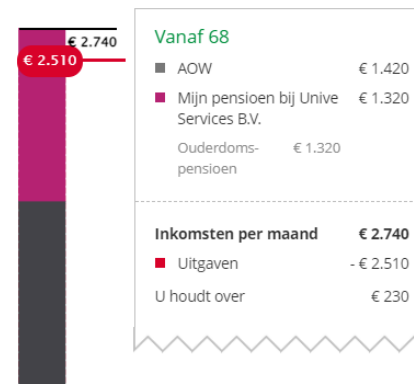 € 2.740
€ 2.510
Vanaf 68
AOW € 1.420
Mijn pensioen bij Unive € 1.320
Services B.V.
Ouderdoms- € 1.320
pensioen
Inkomsten per maand € 2.740
Uitgaven - € 2.510
U houdt over € 230